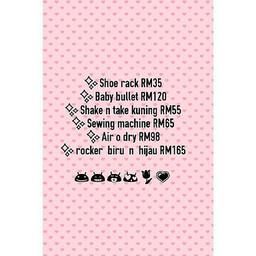 Shoe rack RM35
Baby bullet RM120
Shake n take kuning RM55
Sewing machine RM65
Air o dry RM98
rocker biru n hijau RM165